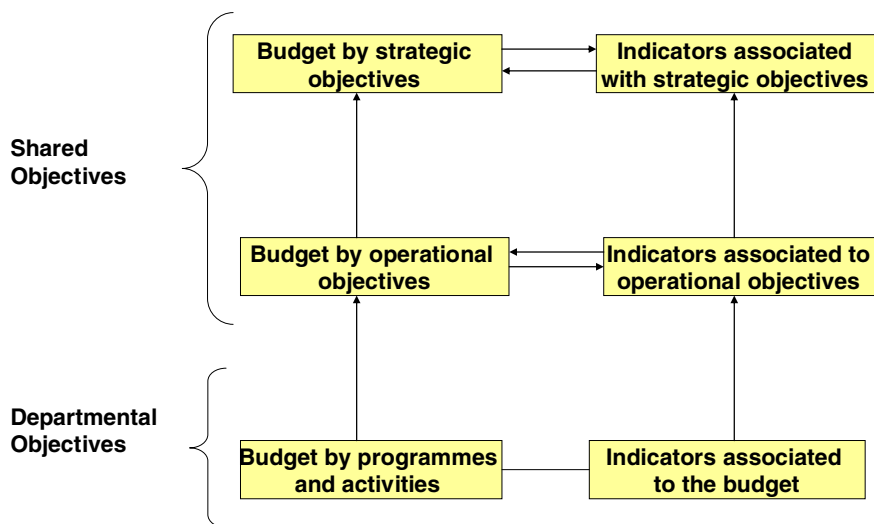 Budget by strategic
objectives
Indicators associated
with strategic objectives
Shared
Objectives
Budget by operational
objectives
Indicators associated to
operational objectives
Departmental
Objectives
Budget by programmes
and activities
Indicators associated
to the budget